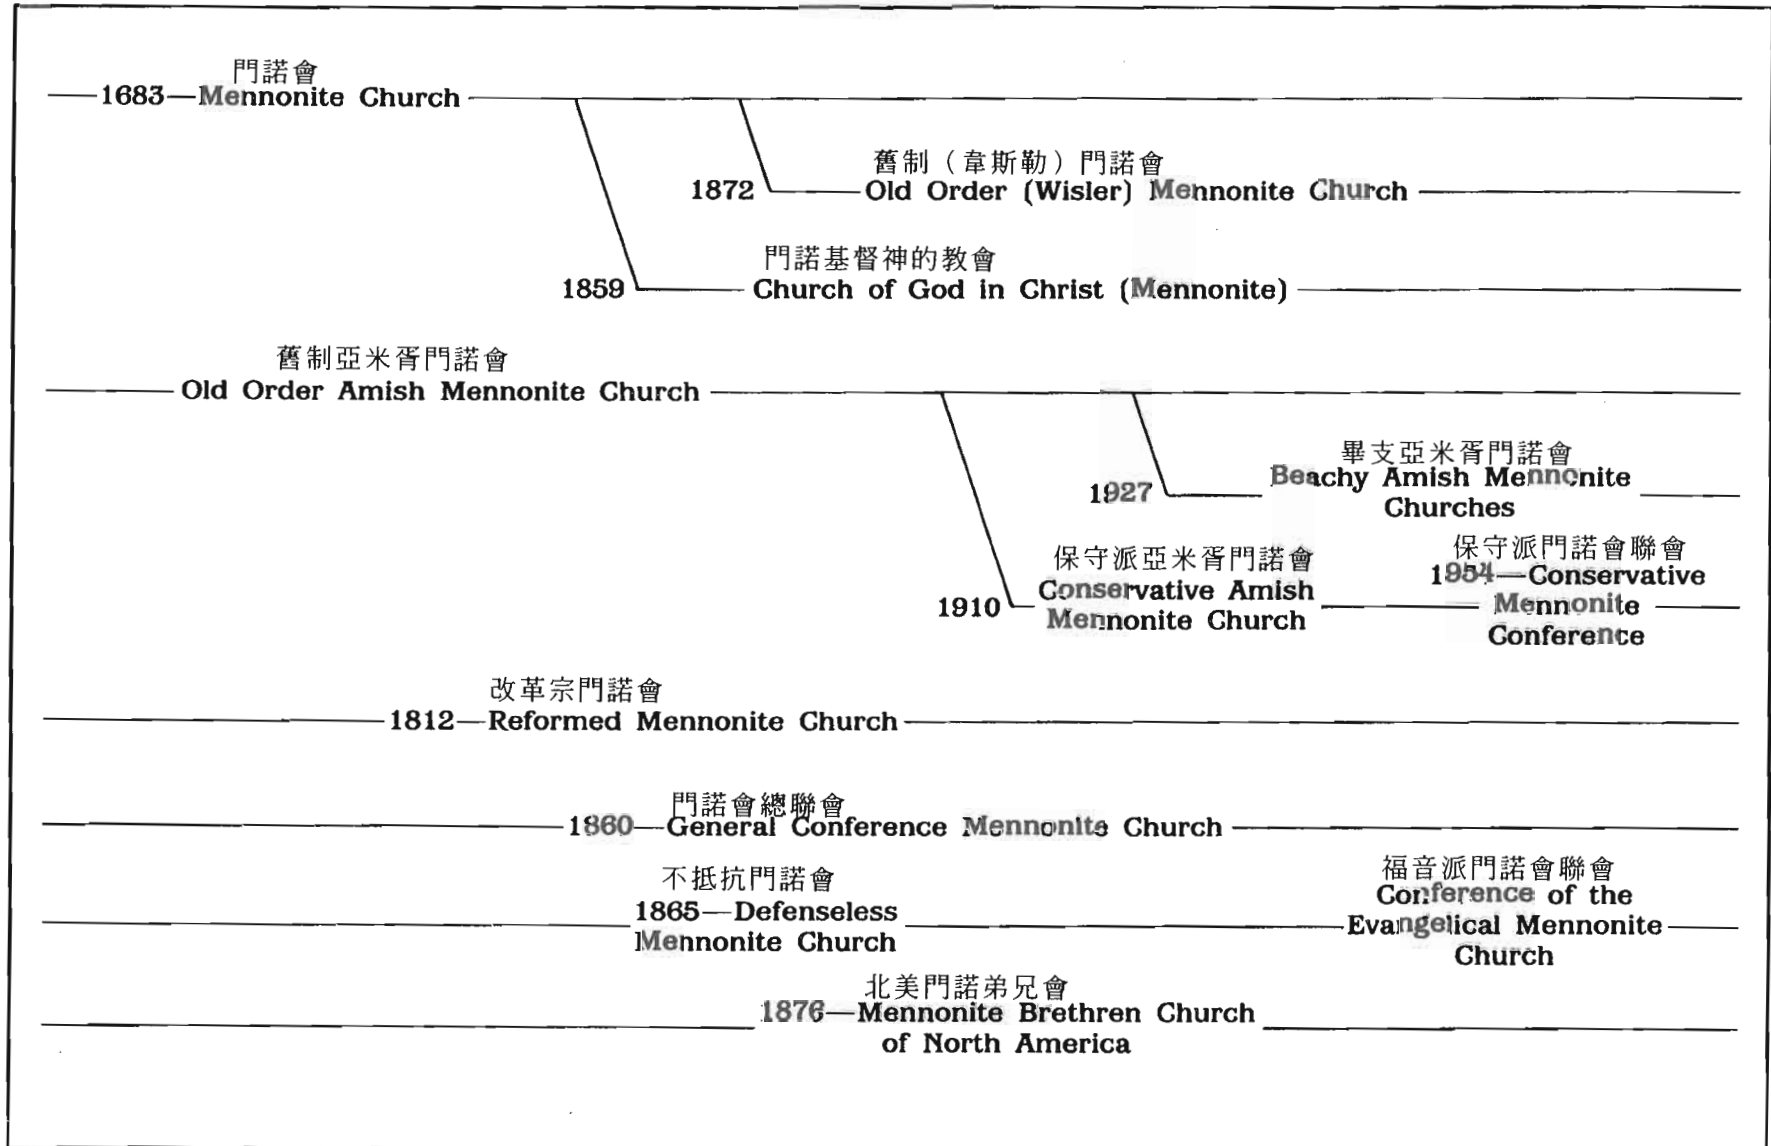 門諾會
1683—Mennonite Church
舊制（韋斯勒）門諾會
1872 Old Order (Wisler) Mennonite Church
門諾基督神的教會
1859 Church of God in Christ (Mennonite)
舊制亞米胥門諾會
Old Order Amish Mennonite Church
畢支亞米胥門諾會
1927 Beachy Amish Mennonite
Churches
保守派亞米胥門諾會
1910 Conservative Amish
Mennonite Church
保守派門諾會聯會
1954—Conservative
Mennonite
Conference
改革宗門諾會
1812—Reformed Mennonite Church
門諾會總聯會
1860—General Conference Mennonite Church
不抵抗門諾會
1865—Defenseless
Mennonite Church
福音派門諾會聯會
Conference of the
Evangelical Mennonite
Church
北美門諾弟兄會
1876—Mennonite Brethren Church
of North America